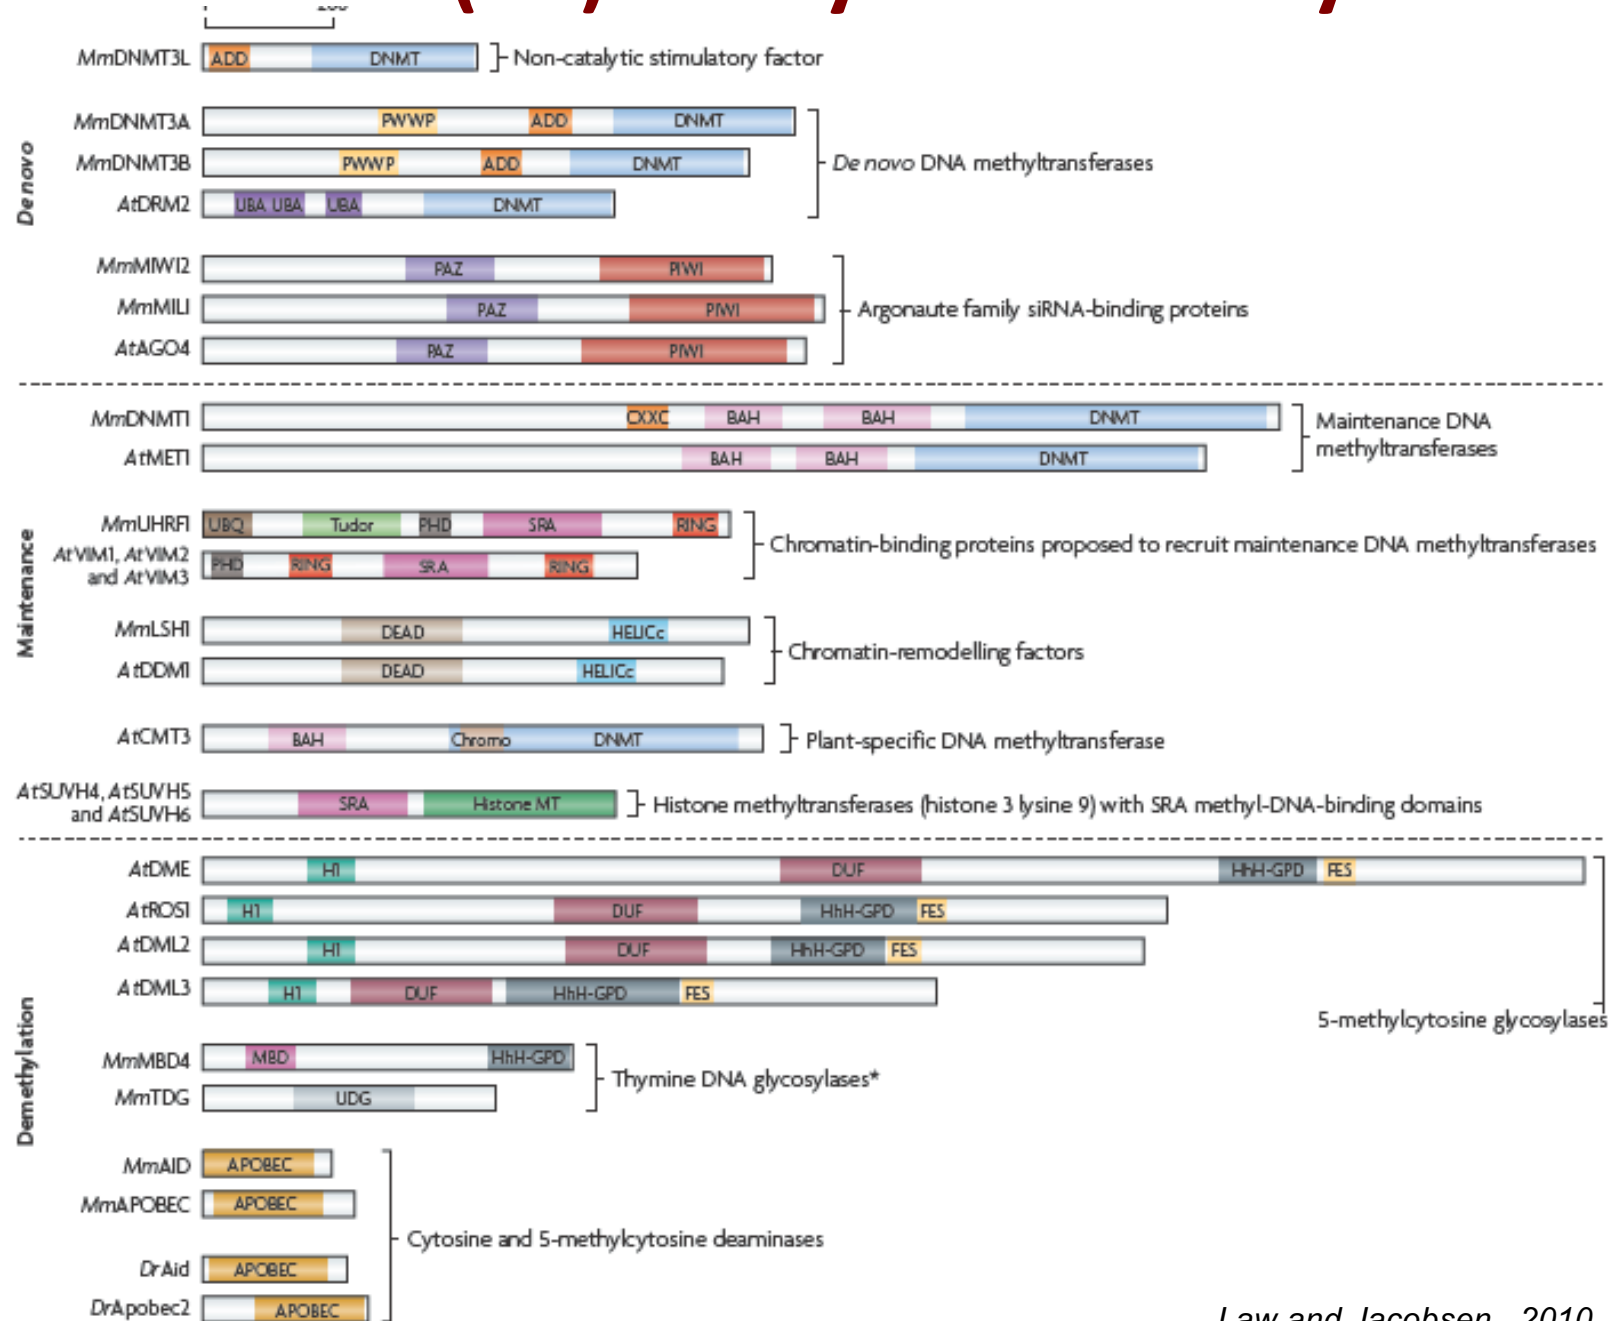 MmDNMT3L ADD DNMT Non-catalytic stimulatory factor
De novo
MmDNMT3A PWWP ADD DNMT
MmDNMT3B PWWP ADD DNMT
De novo DNA methyltransferases
AtDRM2 UBA UBA UBA DNMT
MmMIWI2 PAZ PIWI
MmMILI PAZ PIWI
Argonaute family siRNA-binding proteins
AtAGO4 PAZ PIWI
Maintenance
MmDNMT1 CXXC BAH BAH DNMT
Maintenance DNA
methyltransferases
AtMET1 BAH BAH DNMT
MmUHRF1 UBQ Tudor PHD SRA RING
Chromatin-binding proteins proposed to recruit maintenance DNA methyltransferases
AtVIM1, AtVIM2
and AtVIM3
PHD RING SRA RING
MmLSH1 DEAD HELICc
Chromatin-remodelling factors
AtDDM1 DEAD HELICc
AtCMT3 BAH Chromo DNMT Plant-specific DNA methyltransferase
AtSUVH4, AtSUVH5
and AtSUVH6
SRA Histone MT Histone methyltransferases (histone 3 lysine 9) with SRA methyl-DNA-binding domains
Demethylation
AtDME H1 DUF HhH-GPD FES
AtROS1 H1 DUF HhH-GPD FES
AtDML2 H1 DUF HhH-GPD FES
AtDML3 H1 DUF HhH-GPD FES
5-methylcytosine glycosylases
MmMBD4 MBD HhH-GPD
Thymine DNA glycosylases*
MmTDG UDG
MmAID APOBEC
MmAPOBEC APOBEC
Cytosine and 5-methylcytosine deaminases
DrAid APOBEC
DrApobec2 APOBEC
Law and Jacobsen, 2010